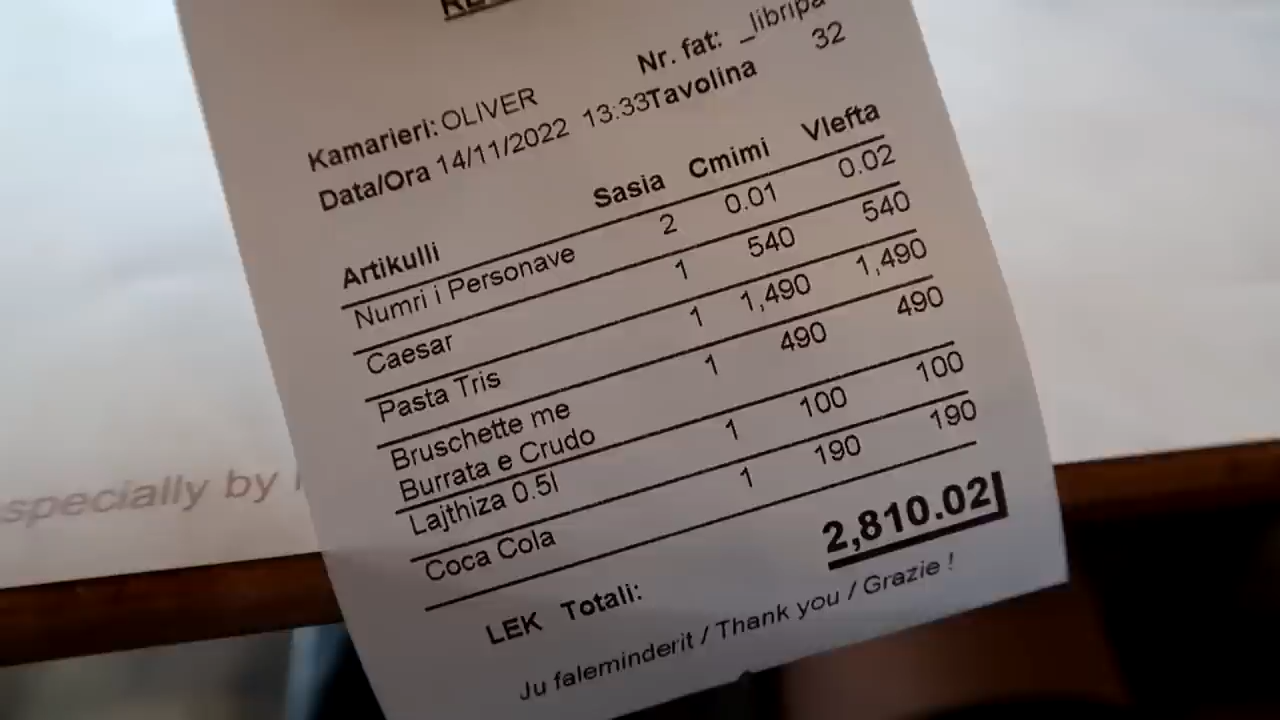 Nr. fat:
Kamarieri: OLIVER
Data/Ora 14/11/2022 13:33 Tavolina 32
Artikulli Sasia Cmimi Vlefta
Numri i Personave 2 0.01 0.02
Caesar 1 540 540
Pasta Tris 1 1,490 1,490
Bruschette me 1 490 490
Burrata e Crudo
Lajthiza 0.5l 1 100 100
Coca Cola 1 190 190
LEK Totali: 2,810.02
Ju faleminderit / Thank you / Grazie !
specially by